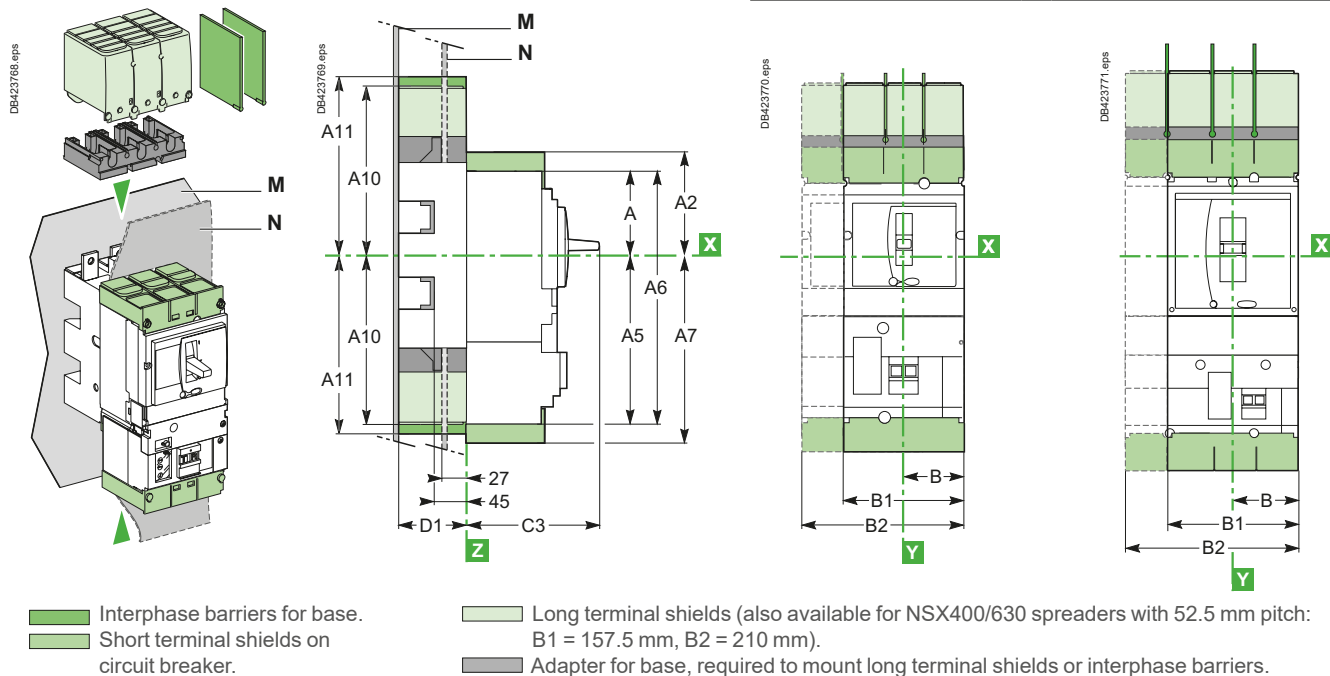 DB423768.eps
M
N
DB423769.eps
M
N
A11
A10
A
A2
X
A6
A10
A5
A7
A11
27
45
D1
C3
Z
DB423770.eps
X
B
B1
B2
Y
DB423771.eps
X
B
B1
B2
Y
Interphase barriers for base.
Short terminal shields on
circuit breaker.
Long terminal shields (also available for NSX400/630 spreaders with 52.5 mm pitch:
B1 = 157.5 mm, B2 = 210 mm).
Adapter for base, required to mount long terminal shields or interphase barriers.